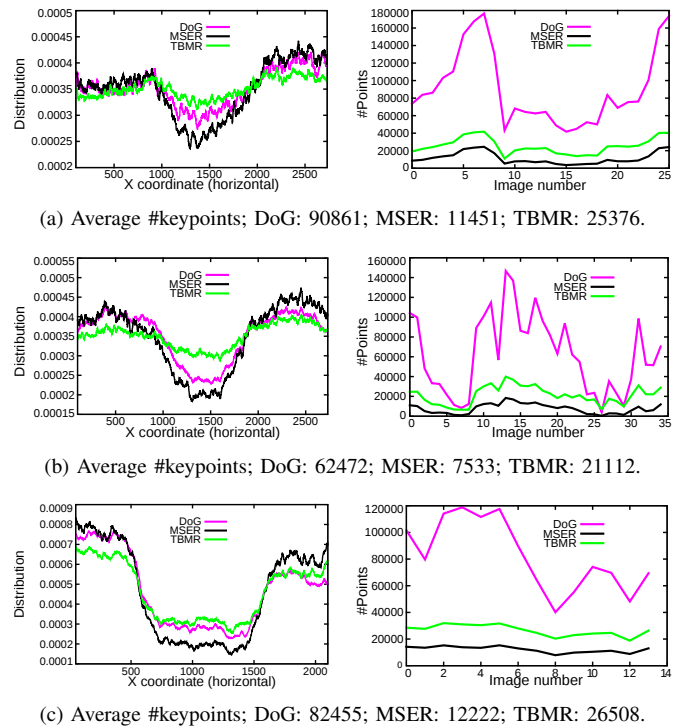 0.0005
0.00045
0.0004
0.00035
0.0003
0.00025
0.0002
Distribution
DoG
MSER
TBMR
500 1000 1500 2000 2500
X coordinate (horizontal)
180000
160000
140000
120000
100000
80000
60000
40000
20000
0
#Points
DoG
MSER
TBMR
0 5 10 15 20 25
Image number
(a) Average #keypoints; DoG: 90861; MSER: 11451; TBMR: 25376.
0.00055
0.0005
0.00045
0.0004
0.00035
0.0003
0.00025
0.0002
0.00015
Distribution
DoG
MSER
TBMR
500 1000 1500 2000 2500
X coordinate (horizontal)
160000
140000
120000
100000
80000
60000
40000
20000
0
#Points
DoG
MSER
TBMR
0 5 10 15 20 25 30 35
Image number
(b) Average #keypoints; DoG: 62472; MSER: 7533; TBMR: 21112.
0.0009
0.0008
0.0007
0.0006
0.0005
0.0004
0.0003
0.0002
0.0001
Distribution
DoG
MSER
TBMR
500 1000 1500 2000
X coordinate (horizontal)
120000
100000
80000
60000
40000
20000
0
#Points
DoG
MSER
TBMR
0 2 4 6 8 10 12 14
Image number
(c) Average #keypoints; DoG: 82455; MSER: 12222; TBMR: 26508.